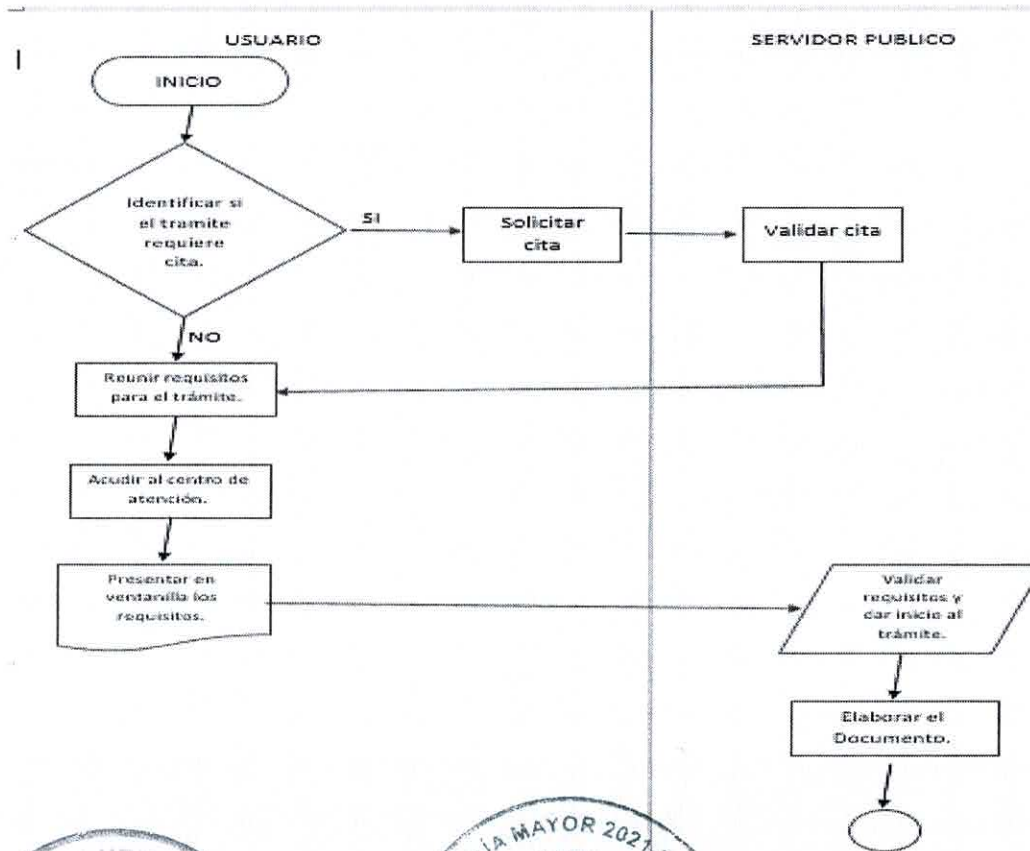 USUARIO
SERVIDOR PUBLICO
INICIO
Identificar si
el tramite
requiere
cita.
SI
Solicitar
cita
Validar cita
NO
Reunir requisitos
para el trámite.
Acudir al centro de
atención.
Presentar en
ventanilla los
requisitos.
Validar
requisitos y
dar inicio al
trámite.
Elaborar el
Documento.
MAYOR 2021